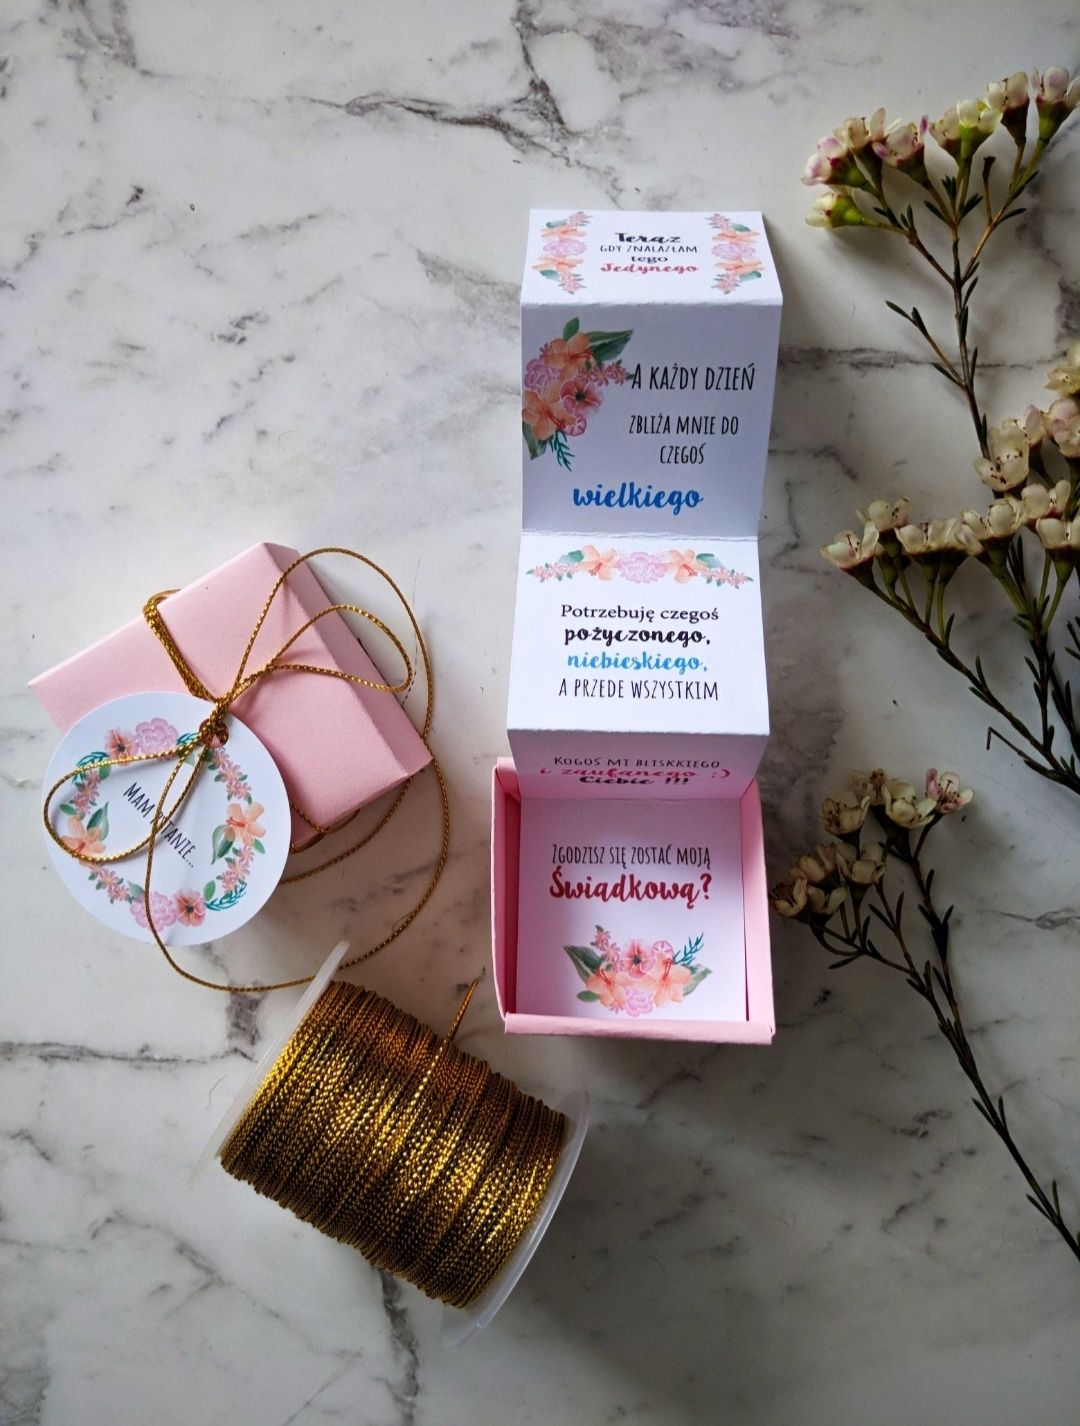 Teraz
GDY ZNALAZŁAM
tego
Jedynego
A KAŻDY DZIEŃ
ZBLIŻA MNIE DO
CZEGOŚ
wielkiego
Potrzebuję czegoś
pożyczonego,
niebieskiego,
A PRZEDE WSZYSTKIM
KOGOŚ MI BLISKKIEGO
i zaufanego :)
Ciebie !!!
ZGODZISZ SIĘ ZOSTAĆ MOJĄ
Świadkową?
MAM PYTANIE...